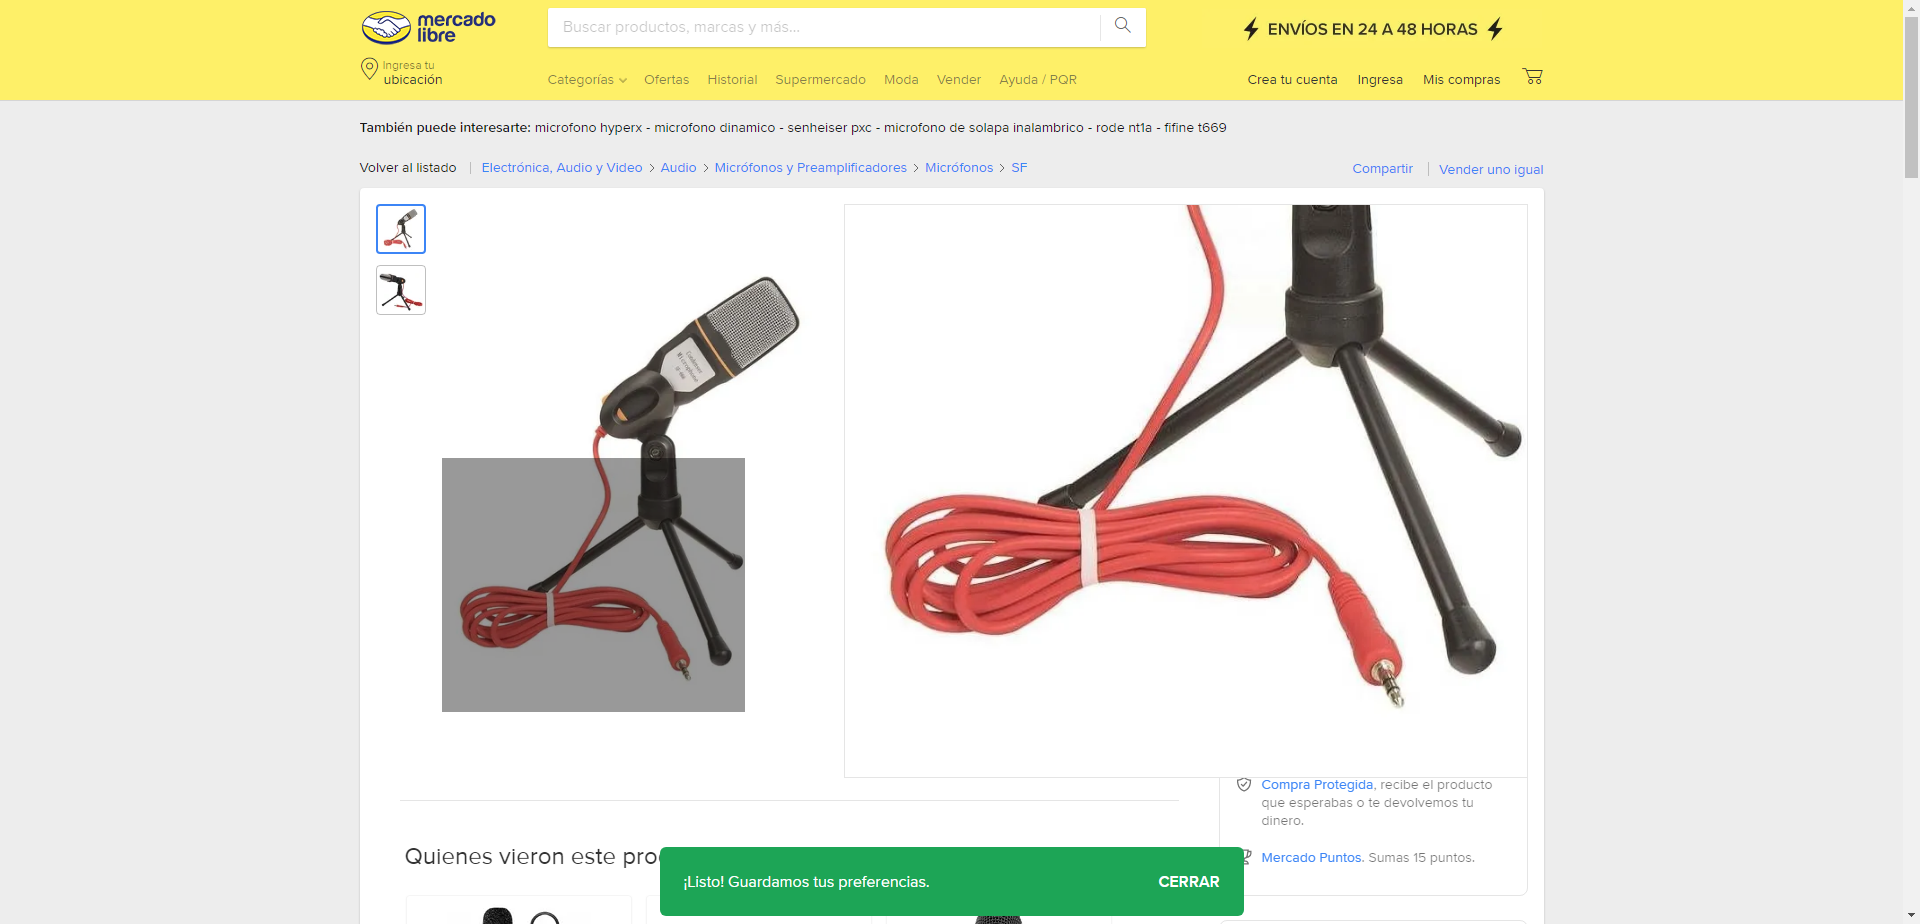 mercado
libre
Buscar productos, marcas y más...
ENVÍOS EN 24 A 48 HORAS
Ingresa tu
ubicación
Categorías Ofertas Historial Supermercado Moda Vender Ayuda / PQR
Crea tu cuenta Ingresa Mis compras
También puede interesarte: microfono hyperx - microfono dinamico - senheiser pxc - microfono de solapa inalambrico - rode nt1a - fifine t669
Volver al listado | Electrónica, Audio y Video > Audio > Micrófonos y Preamplificadores > Micrófonos > SF
Compartir | Vender uno igual
Condenser
Microphone
Compra Protegida, recibe el producto
que esperabas o te devolvemos tu
dinero.
Mercado Puntos. Sumas 15 puntos.
Quienes vieron este pro
¡Listo! Guardamos tus preferencias.
CERRAR